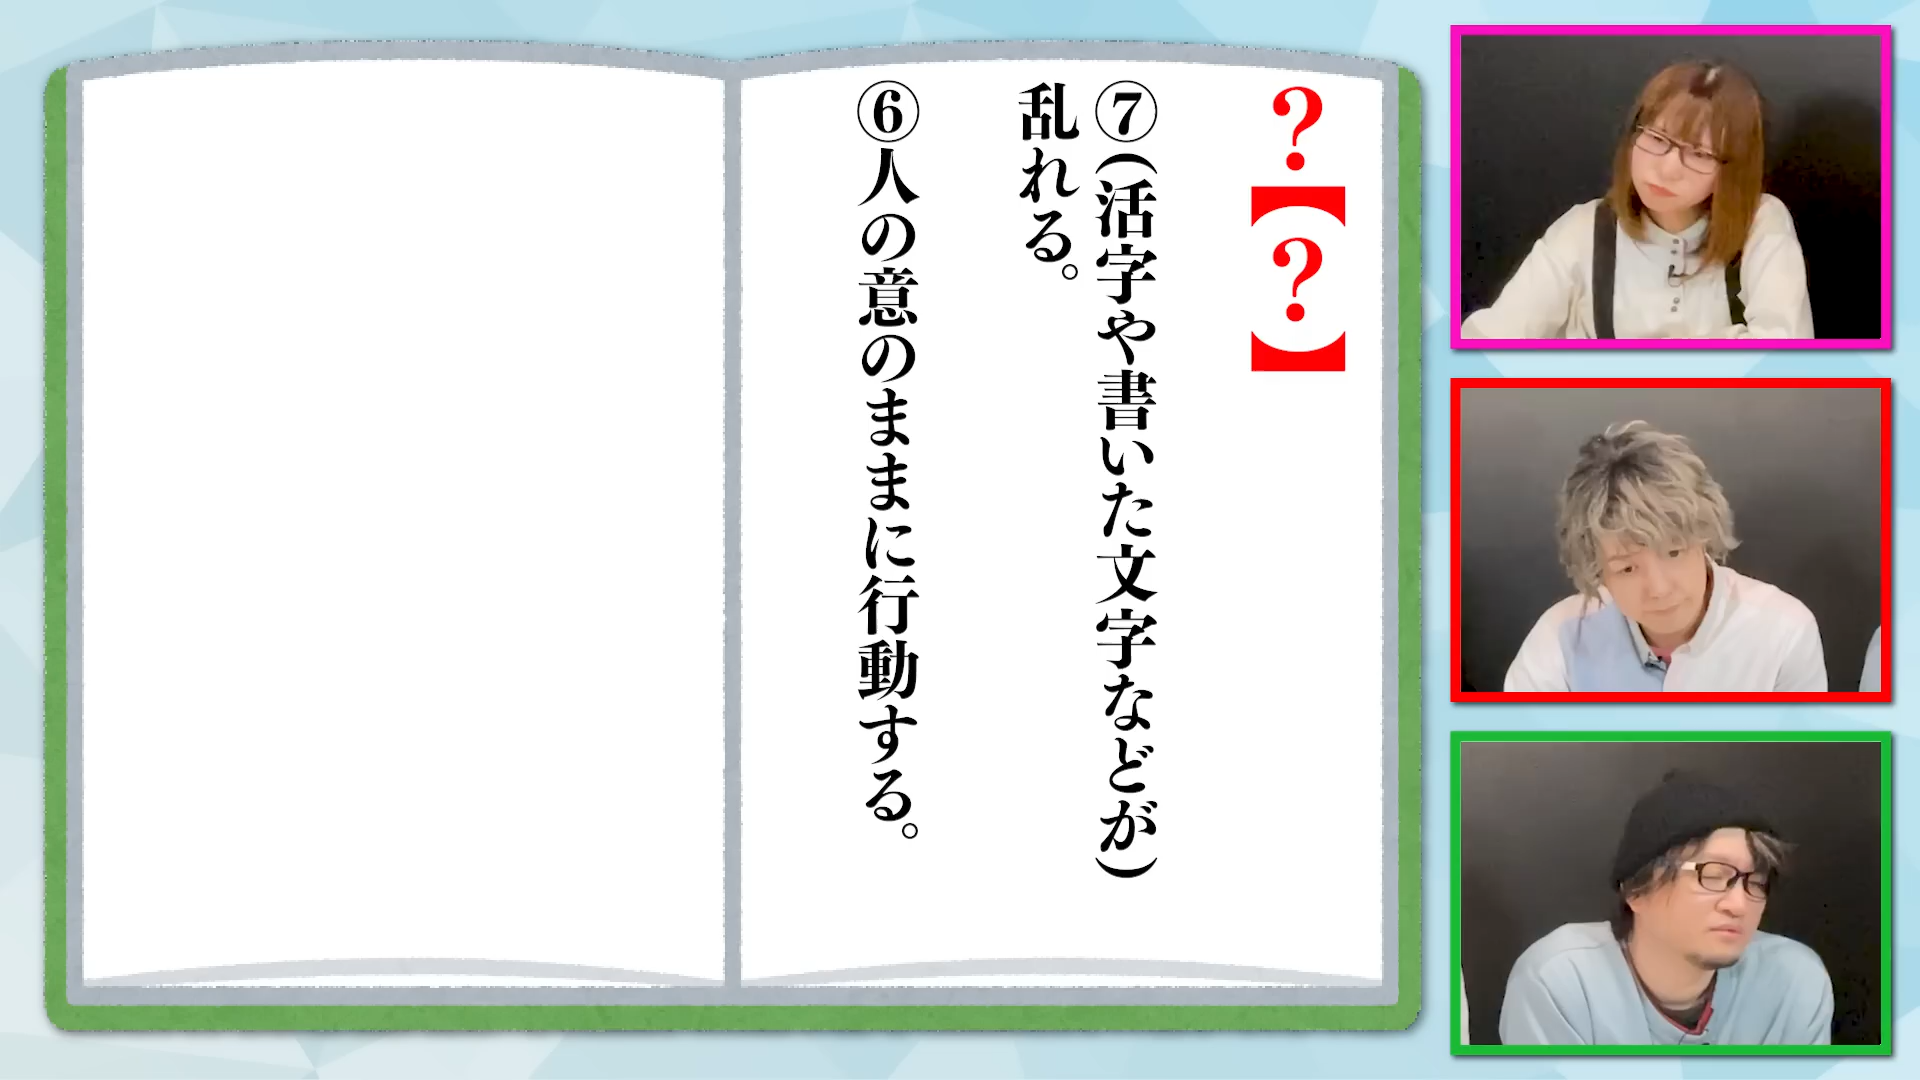 ？【？】
⑦（活字や書いた文字などが）
乱れる。
⑥人の意のままに行動する。